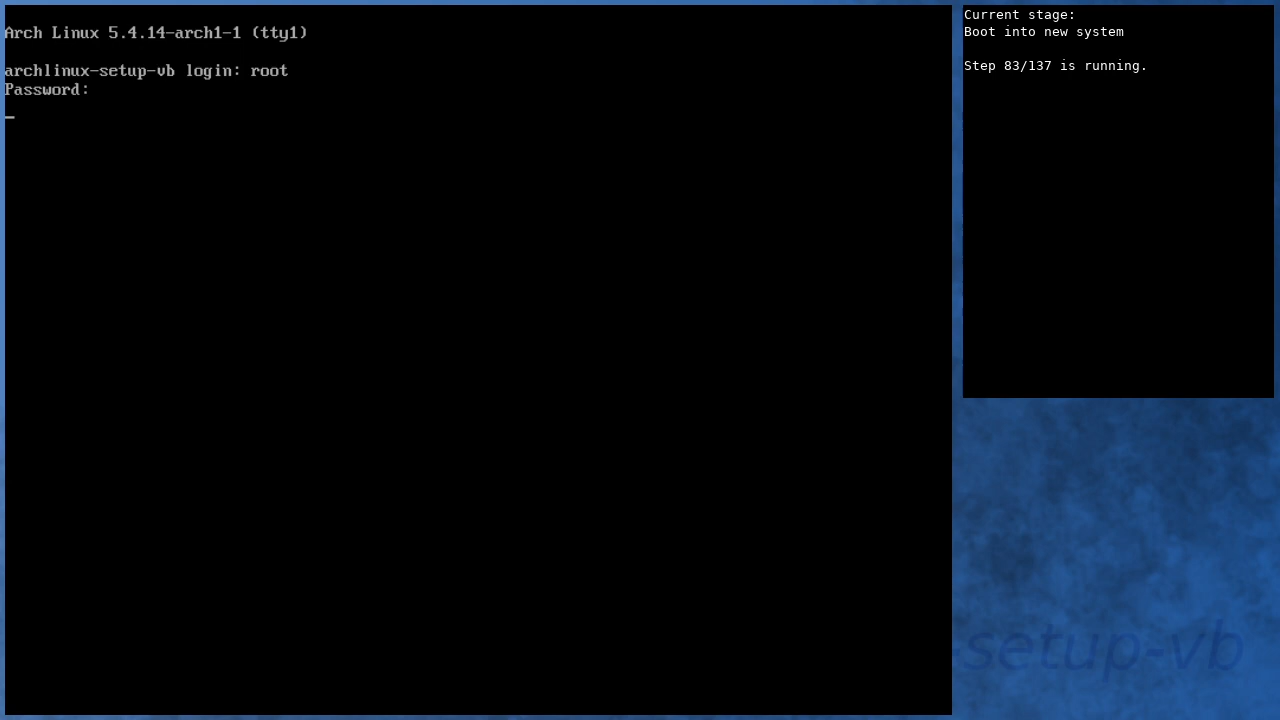 Arch Linux 5.4.14-arch1-1 (tty1)
archlinux-setup-vb login: root
Password:
Current stage:
Boot into new system
Step 83/137 is running.
-setup-vb